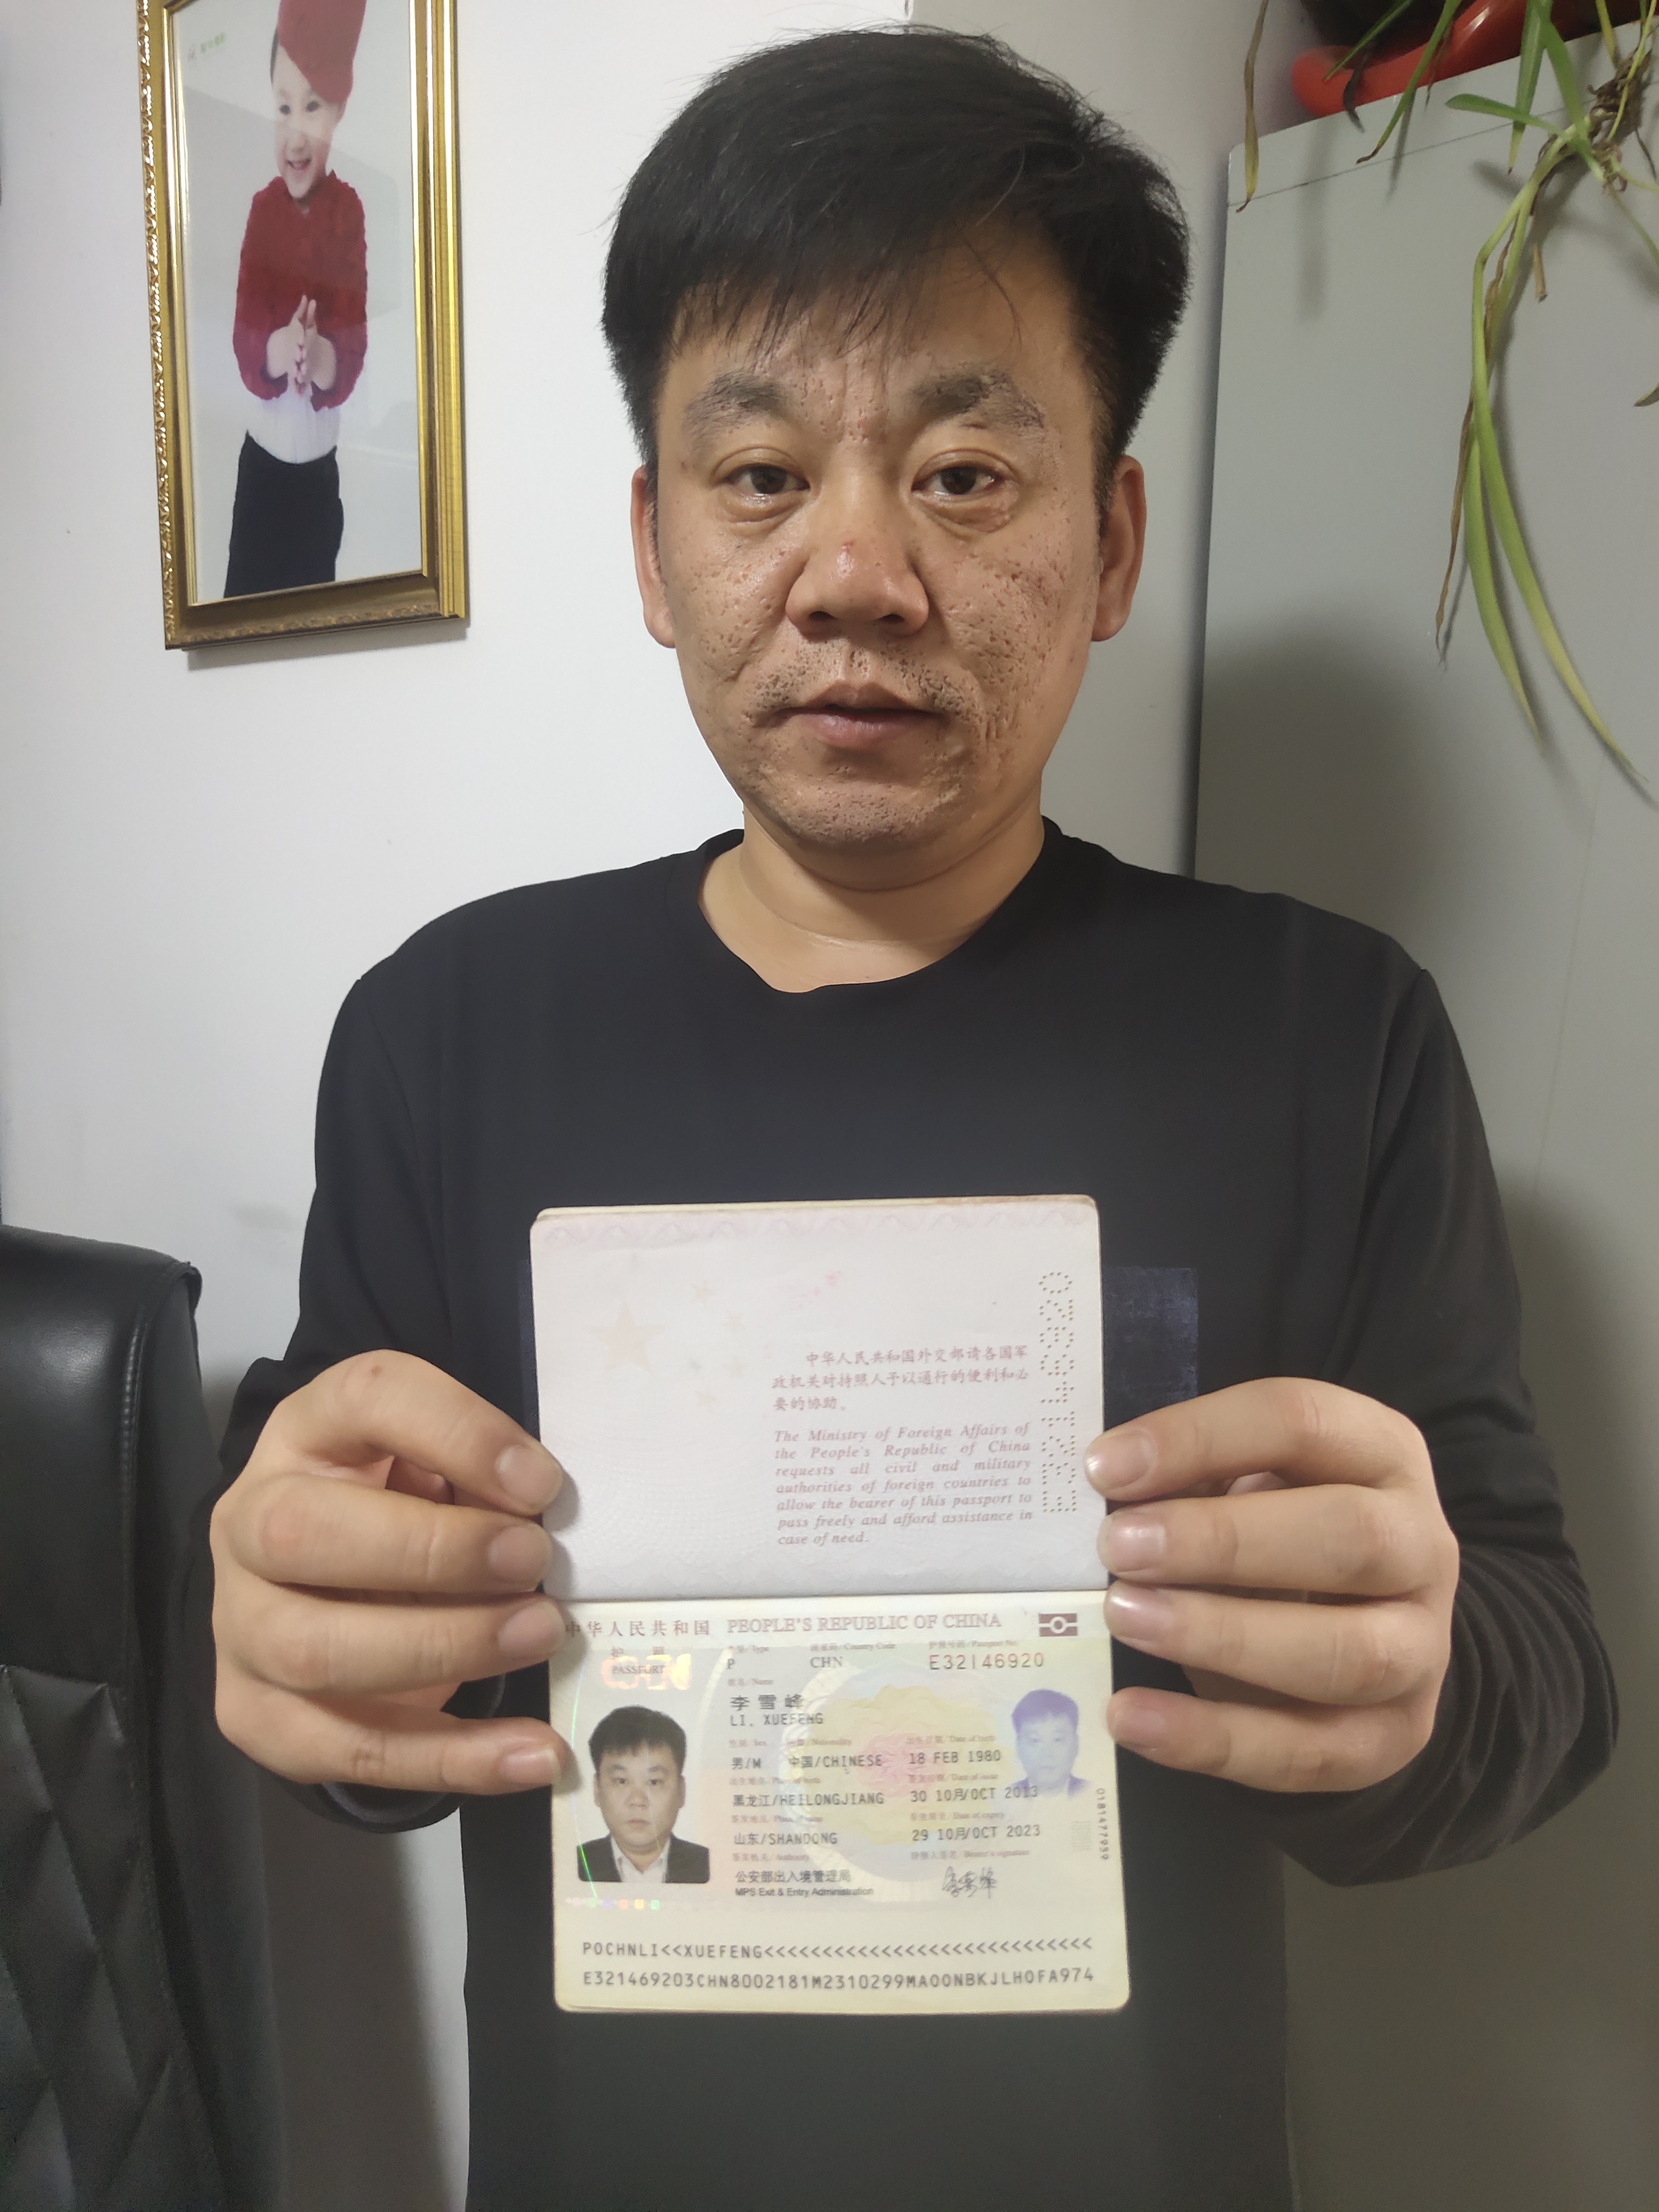 中华人民共和国外交部请各国军
政机关对持照人予以通行的便利和必
要的协助。
The Ministry of Foreign Affairs of
the People's Republic of China
requests all civil and military
authorities of foreign countries to
allow the bearer of this passport to
pass freely and afford assistance in
case of need.
E32146920
中华人民共和国 PEOPLE'S REPUBLIC OF CHINA
护 照
PASSPORT
类型/Type 国家码/Country Code 护照号码/Passport No.
P CHN E32146920
姓名/Name
李雪峰
LI, XUEFENG
性别/Sex 国籍/Nationality 出生日期/Date of birth
男/M 中国/CHINESE 18 FEB 1980
出生地点/Place of birth 签发日期/Date of issue
黑龙江/HEILONGJIANG 30 10月/OCT 2013
签发地点/Place of issue 有效期至/Date of expiry
山东/SHANDONG 29 10月/OCT 2023
签发机关/Authority 持照人签名/Bearer's signature
公安部出入境管理局
MPS Exit & Entry Administration
李雪峰
0181477959
POCHNLI<<XUEFENG<<<<<<<<<<<<<<<<<<<<<<<<<<<<
E321469203CHN8002181M2310299MAOONBKJLHOFA974